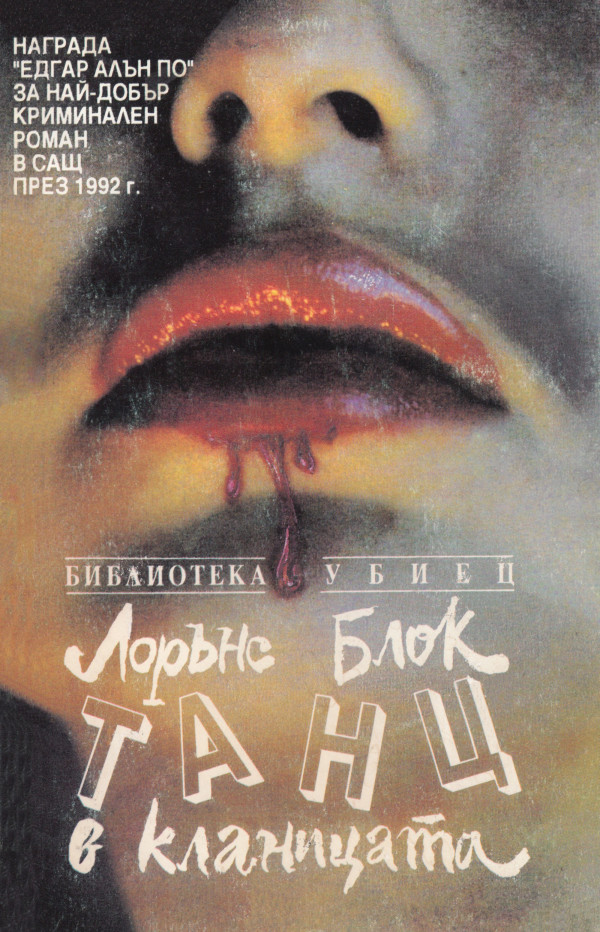 НАГРАДА
"ЕДГАР АЛЪН ПО"
ЗА НАЙ-ДОБЪР
КРИМИНАЛЕН
РОМАН
В САЩ
ПРЕЗ 1992 г.
БИБЛИОТЕКА УБИЕЦ
Лорънс Блок
ТАНЦ
в кланицата